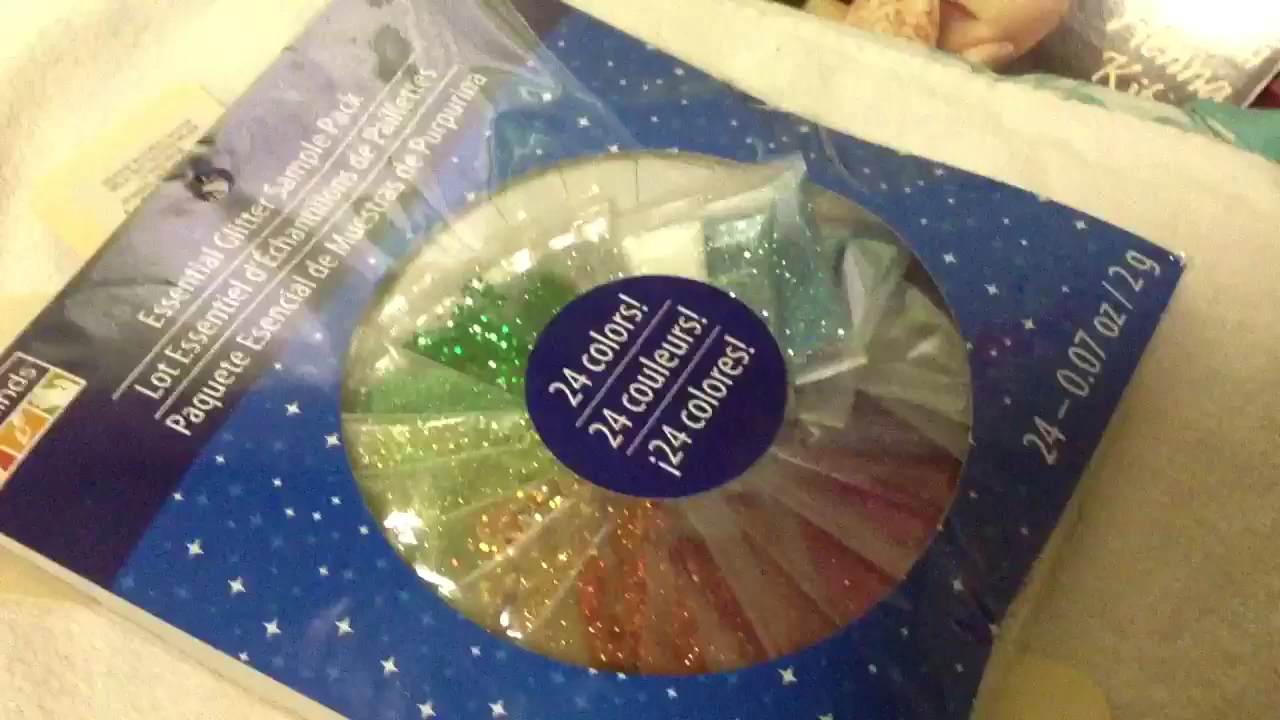 Essential Glitter Sample Pack
Lot Essentiel d'Échantillons de Paillettes
Paquete Esencial de Muestras de Purpurina
24 colors!
24 couleurs!
¡24 colores!
24 – 0.07 oz / 2 g